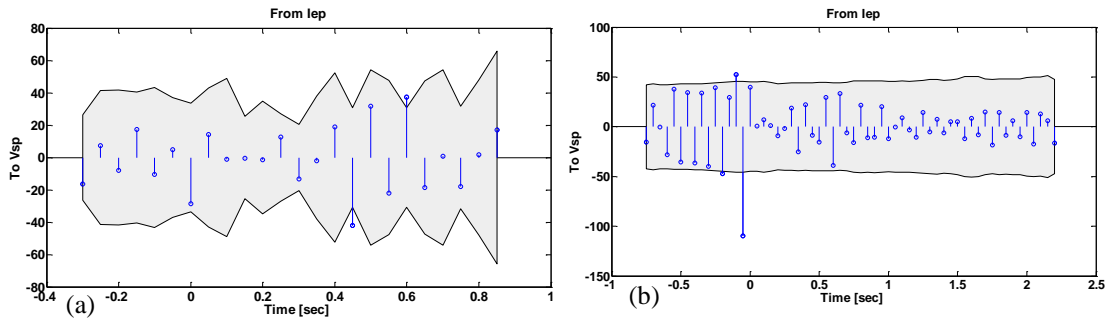 From Iep
To Vsp
80
60
40
20
0
-20
-40
-60
-80
-0.4 -0.2 0 0.2 0.4 0.6 0.8 1
Time [sec]
(a)
From Iep
To Vsp
100
50
0
-50
-100
-150
-1 -0.5 0 0.5 1 1.5 2 2.5
Time [sec]
(b)